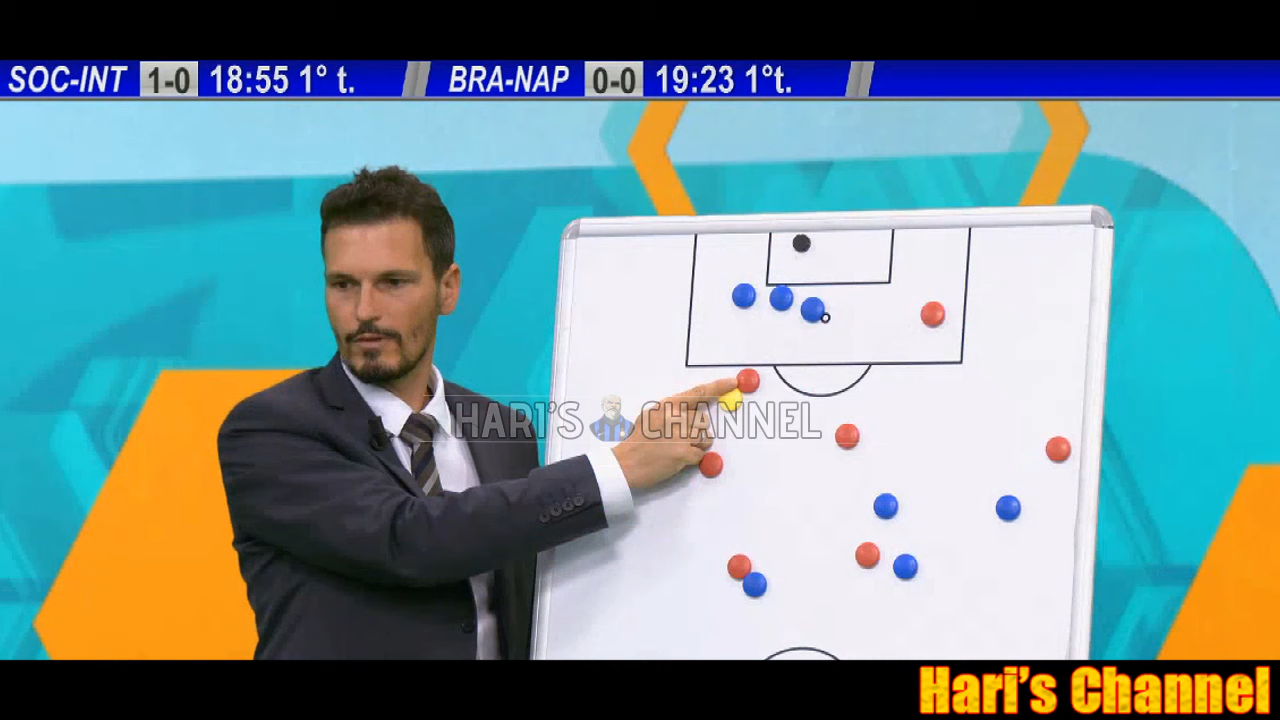 SOC-INT 1-0 18:55 1° t. BRA-NAP 0-0 19:23 1°t.
HARI'S CHANNEL
Hari's Channel